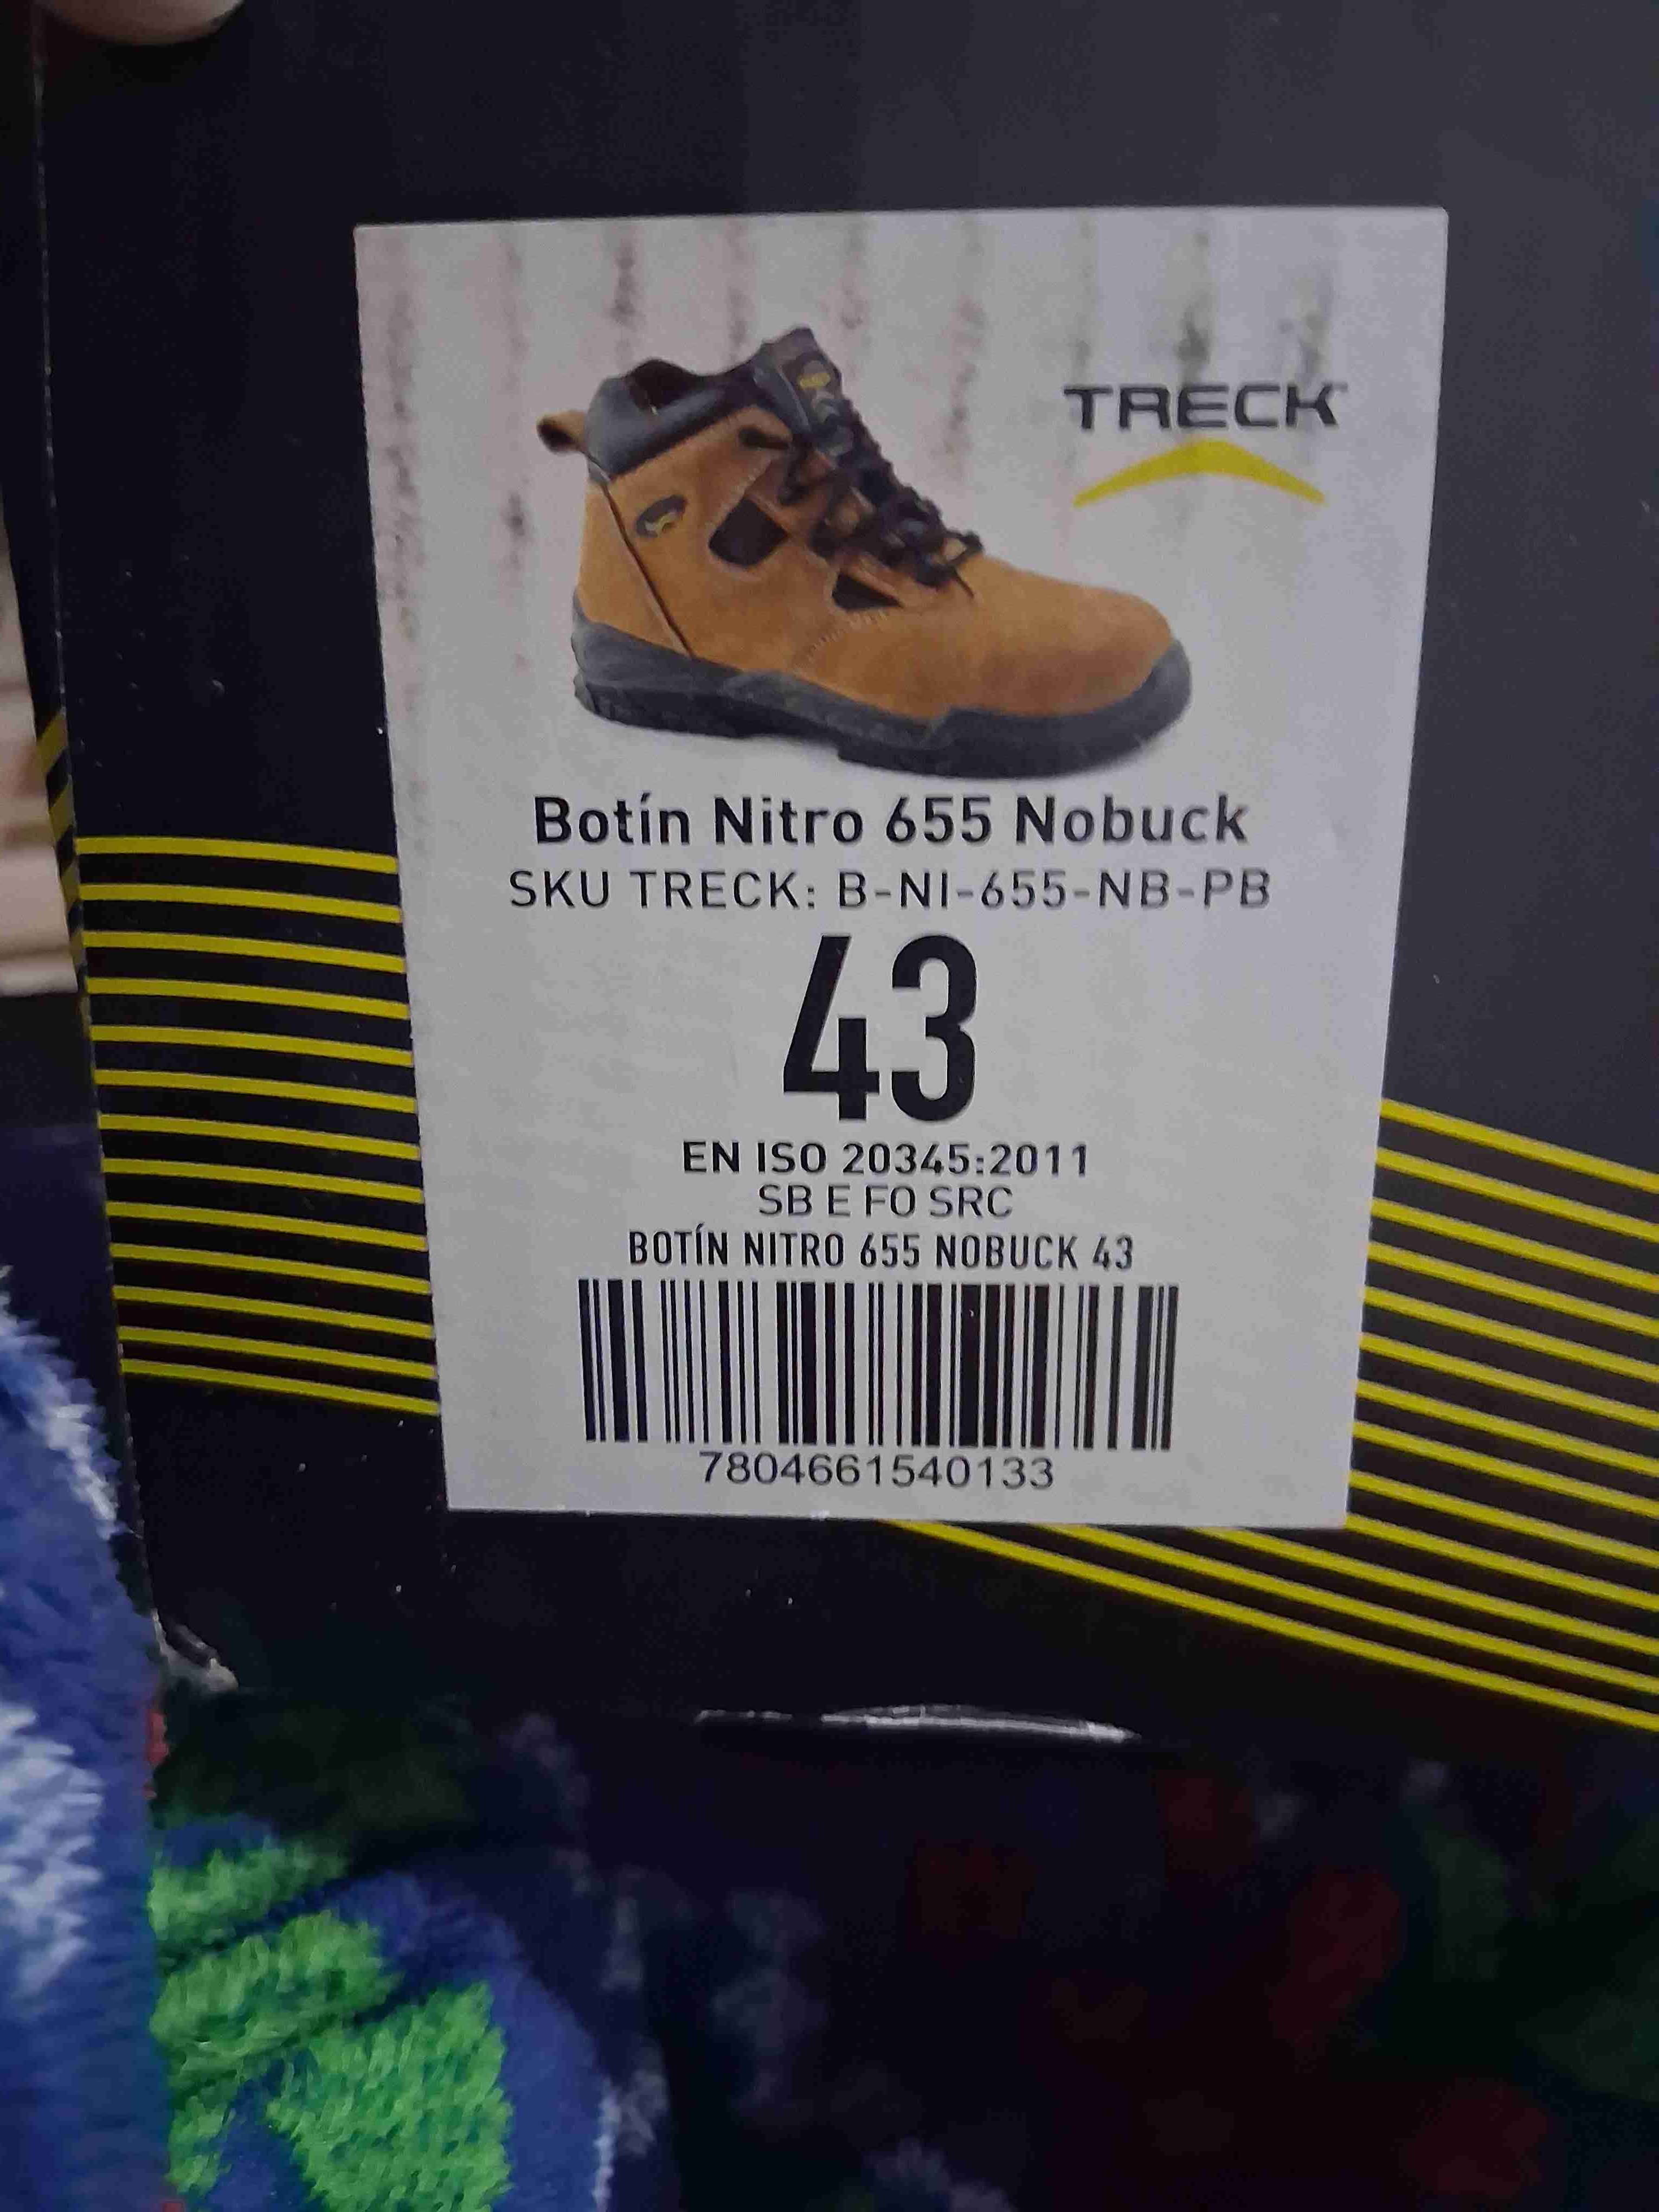 TRECK
Botín Nitro 655 Nobuck
SKU TRECK: B-NI-655-NB-PB
43
EN ISO 20345:2011
SB E FO SRC
BOTÍN NITRO 655 NOBUCK 43
7804661540133